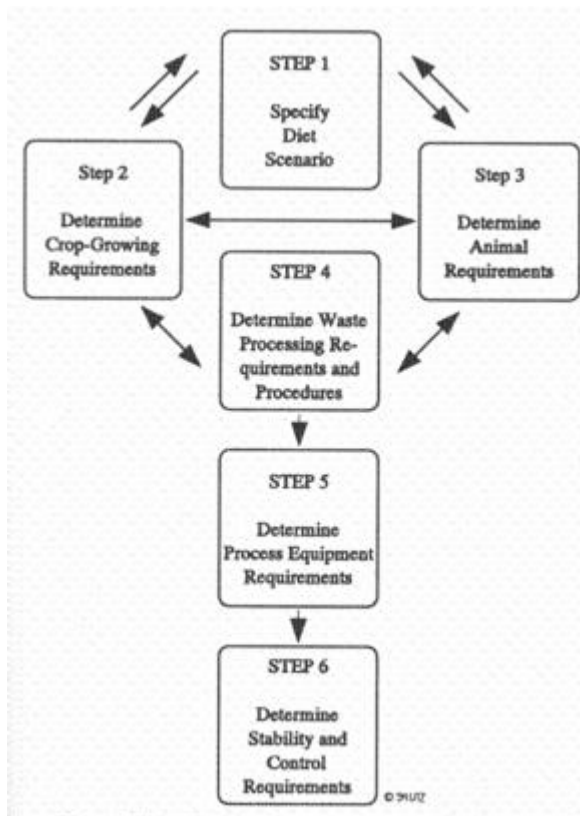 STEP 1
Specify
Diet
Scenario
Step 2
Determine
Crop-Growing
Requirements
Step 3
Determine
Animal
Requirements
STEP 4
Determine Waste
Processing Re-
quirements and
Procedures
STEP 5
Determine
Process Equipment
Requirements
STEP 6
Determine
Stability and
Control
Requirements
©